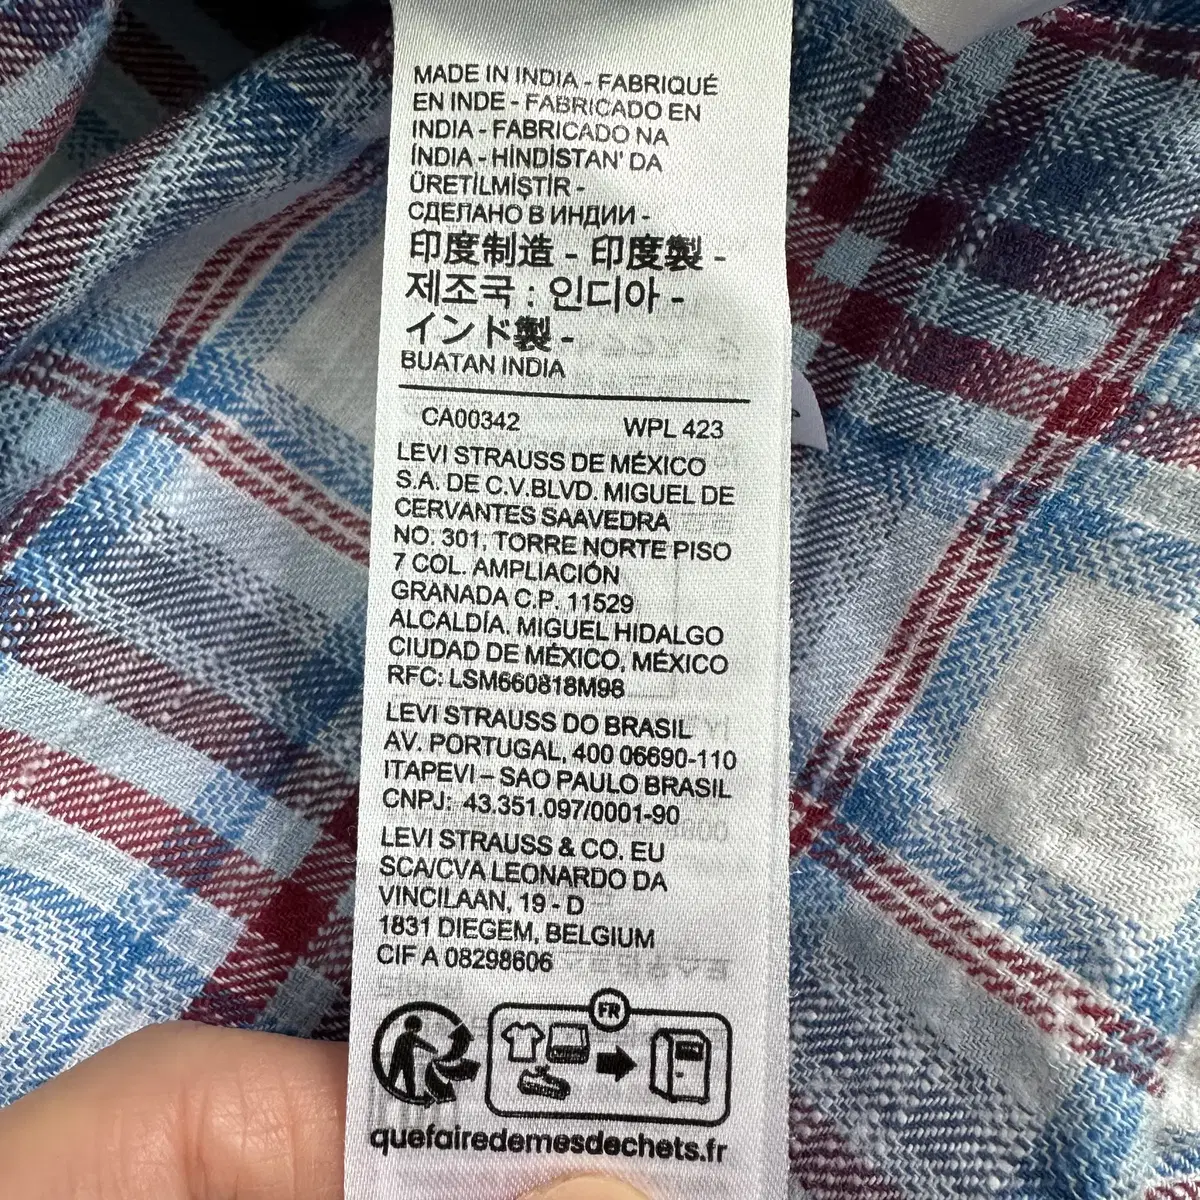 MADE IN INDIA - FABRIQUÉ
EN INDE - FABRICADO EN
INDIA - FABRICADO NA
ÍNDIA - HİNDİSTAN' DA
ÜRETİLMİŞTİR -
СДЕЛАНО В ИНДИИ -
印度制造 - 印度製 -
제조국 : 인디아 -
インド製 -
BUATAN INDIA
CA00342 WPL 423
LEVI STRAUSS DE MÉXICO
S.A. DE C.V.BLVD. MIGUEL DE
CERVANTES SAAVEDRA
NO. 301, TORRE NORTE PISO
7 COL. AMPLIACIÓN
GRANADA C.P. 11529
ALCALDÍA. MIGUEL HIDALGO
CIUDAD DE MÉXICO, MÉXICO
RFC: LSM660818M98
LEVI STRAUSS DO BRASIL
AV. PORTUGAL, 400 06690-110
ITAPEVI – SAO PAULO BRASIL
CNPJ: 43.351.097/0001-90
LEVI STRAUSS & CO. EU
SCA/CVA LEONARDO DA
VINCILAAN, 19 - D
1831 DIEGEM, BELGIUM
CIF A 08298606
FR
quefairedemesdechets.fr